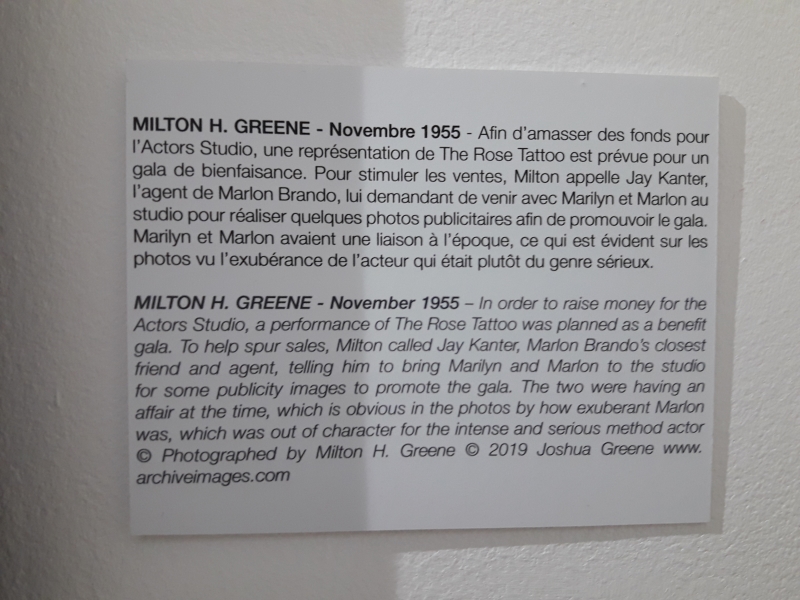 MILTON H. GREENE - Novembre 1955 - Afin d'amasser des fonds pour
l'Actors Studio, une représentation de The Rose Tattoo est prévue pour un
gala de bienfaisance. Pour stimuler les ventes, Milton appelle Jay Kanter,
l'agent de Marlon Brando, lui demandant de venir avec Marilyn et Marlon au
studio pour réaliser quelques photos publicitaires afin de promouvoir le gala.
Marilyn et Marlon avaient une liaison à l'époque, ce qui est évident sur les
photos vu l'exubérance de l'acteur qui était plutôt du genre sérieux.
MILTON H. GREENE - November 1955 – In order to raise money for the
Actors Studio, a performance of The Rose Tattoo was planned as a benefit
gala. To help spur sales, Milton called Jay Kanter, Marlon Brando's closest
friend and agent, telling him to bring Marilyn and Marlon to the studio
for some publicity images to promote the gala. The two were having an
affair at the time, which is obvious in the photos by how exuberant Marlon
was, which was out of character for the intense and serious method actor
© Photographed by Milton H. Greene © 2019 Joshua Greene www.
archiveimages.com